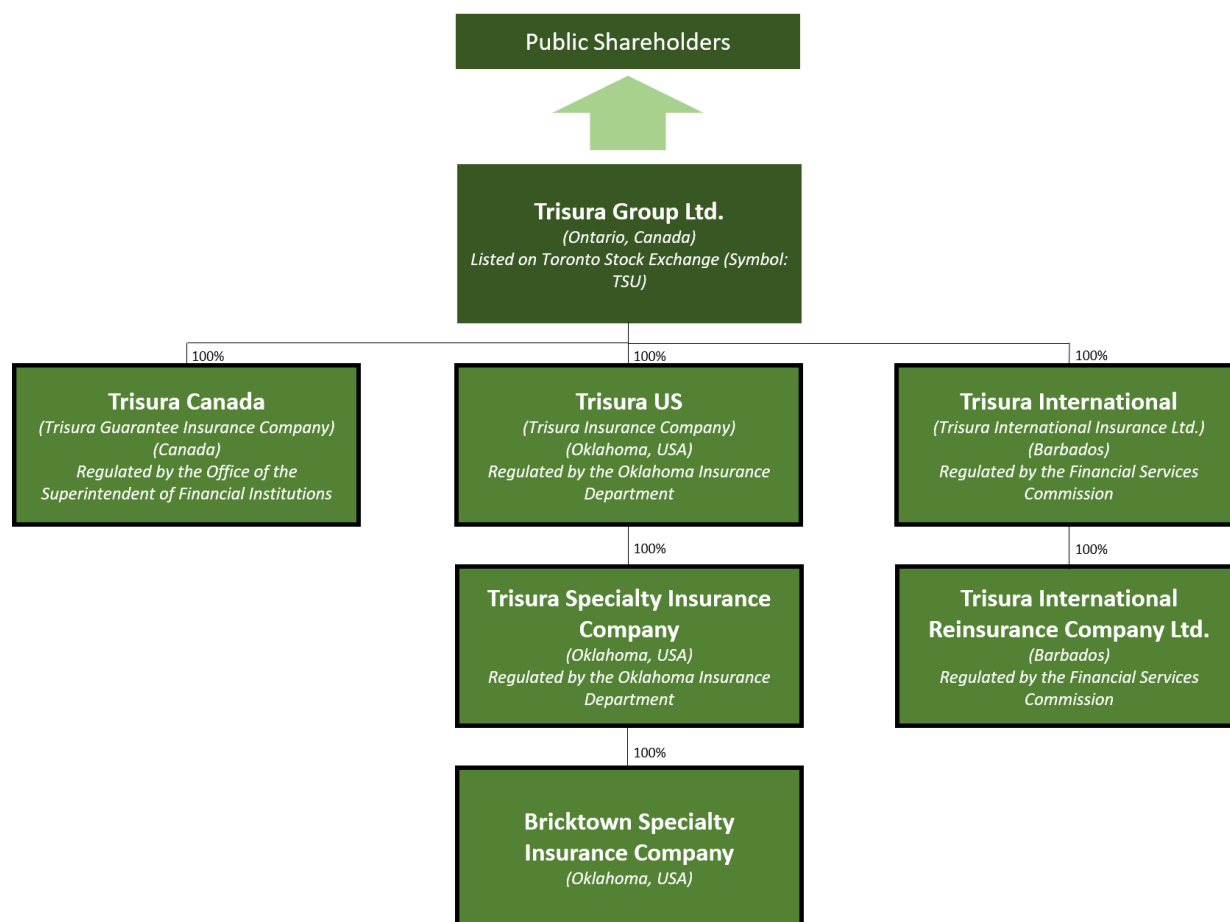 Public Shareholders
Trisura Group Ltd.
(Ontario, Canada)
Listed on Toronto Stock Exchange (Symbol:
TSU)
100%
100%
100%
Trisura Canada
(Trisura Guarantee Insurance Company)
(Canada)
Regulated by the Office of the
Superintendent of Financial Institutions
Trisura US
(Trisura Insurance Company)
(Oklahoma, USA)
Regulated by the Oklahoma Insurance
Department
Trisura International
(Trisura International Insurance Ltd.)
(Barbados)
Regulated by the Financial Services
Commission
100%
100%
Trisura Specialty Insurance
Company
(Oklahoma, USA)
Regulated by the Oklahoma Insurance
Department
Trisura International
Reinsurance Company Ltd.
(Barbados)
Regulated by the Financial Services
Commission
100%
Bricktown Specialty
Insurance Company
(Oklahoma, USA)